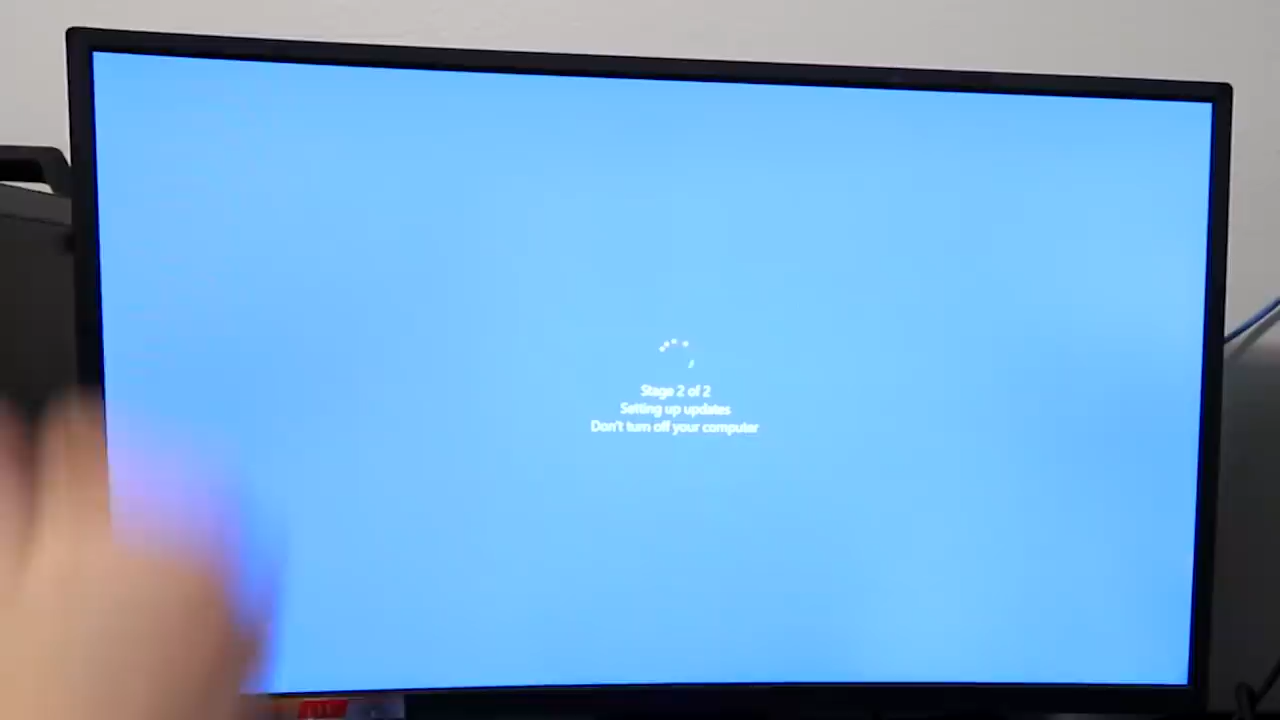 Stage 2 of 2
Setting up updates
Don't turn off your computer